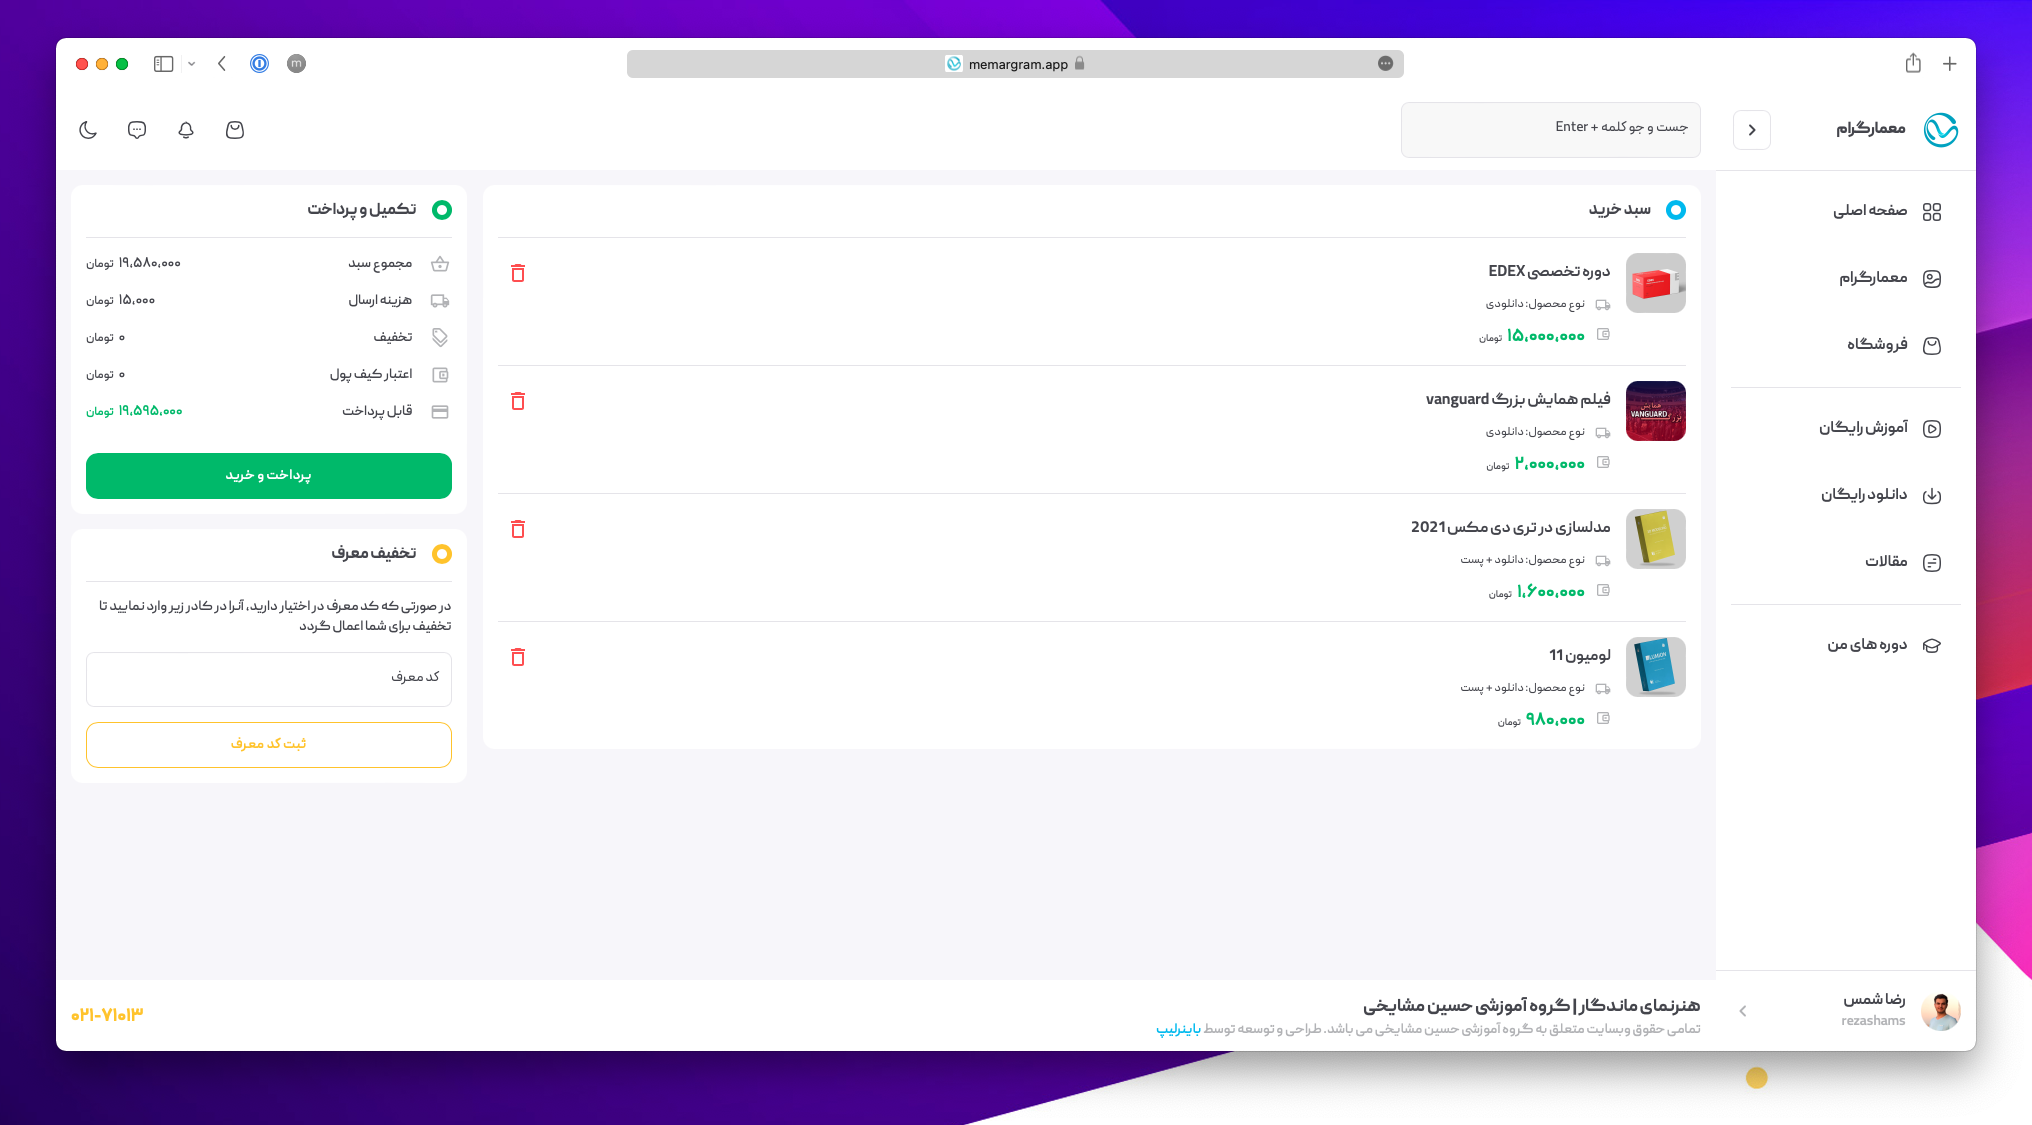 memargram.app
m
معمارگرام
جست و جو کلمه + Enter
صفحه اصلی
معمارگرام
فروشگاه
آموزش رایگان
دانلود رایگان
مقالات
دوره های من
رضا شمس
rezashams
سبد خرید
دوره تخصصی EDEX
نوع محصول: دانلودی
۱۵,۰۰۰,۰۰۰ تومان
فیلم همایش بزرگ vanguard
نوع محصول: دانلودی
۲,۰۰۰,۰۰۰ تومان
همایش
VANGUARD
بزرگ
مدلسازی در تری دی مکس 2021
نوع محصول: دانلود + پست
۱,۶۰۰,۰۰۰ تومان
لومیون 11
نوع محصول: دانلود + پست
۹۸۰,۰۰۰ تومان
LUMION
تکمیل و پرداخت
مجموع سبد ۱۹,۵۸۰,۰۰۰ تومان
هزینه ارسال ۱۵,۰۰۰ تومان
تخفیف ۰ تومان
اعتبار کیف پول ۰ تومان
قابل پرداخت ۱۹,۵۹۵,۰۰۰ تومان
پرداخت و خرید
تخفیف معرف
در صورتی که کد معرف در اختیار دارید، آنرا در کادر زیر وارد نمایید تا
تخفیف برای شما اعمال گردد
کد معرف
ثبت کد معرف
هنرنمای ماندگار | گروه آموزشی حسین مشایخی
تمامی حقوق وبسایت متعلق به گروه آموزشی حسین مشایخی می باشد. طراحی و توسعه توسط باینرلیپ
۰۲۱-۷۱۰۱۳